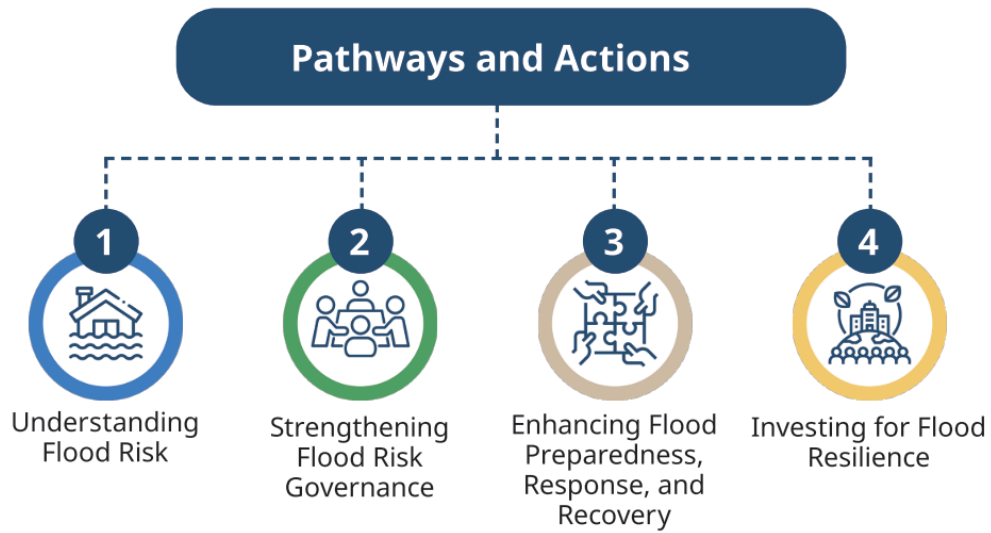 Pathways and Actions
1
2
3
4
Understanding
Flood Risk
Strengthening
Flood Risk
Governance
Enhancing Flood
Preparedness,
Response, and
Recovery
Investing for Flood
Resilience